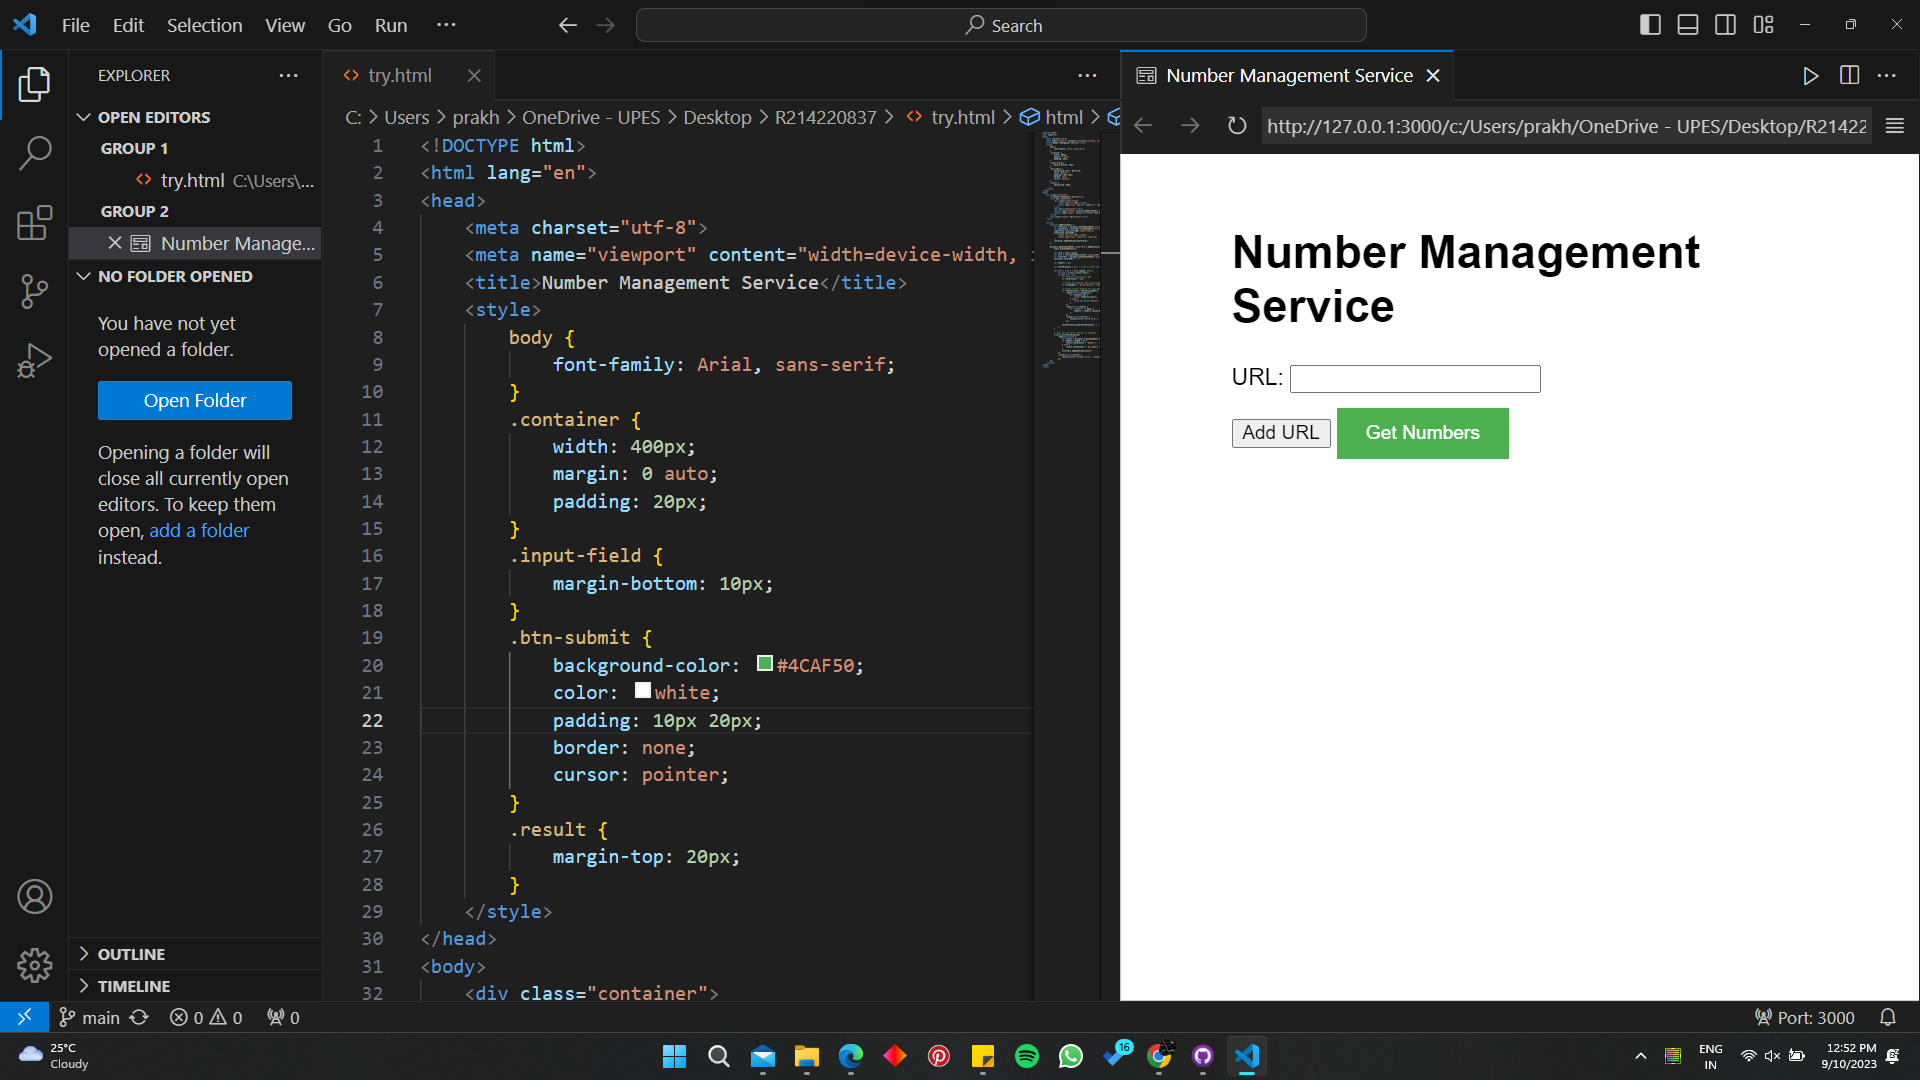 File Edit Selection View Go Run ···
Search
EXPLORER
OPEN EDITORS
GROUP 1
try.html C:\Users\...
GROUP 2
Number Manage...
NO FOLDER OPENED
You have not yet
opened a folder.
Open Folder
Opening a folder will
close all currently open
editors. To keep them
open, add a folder
instead.
OUTLINE
TIMELINE
try.html
C: > Users > prakh > OneDrive - UPES > Desktop > R214220837 > try.html > html >
1 <!DOCTYPE html>
2 <html lang="en">
3 <head>
4 <meta charset="utf-8">
5 <meta name="viewport" content="width=device-width,
6 <title>Number Management Service</title>
7 <style>
8 body {
9 font-family: Arial, sans-serif;
10 }
11 .container {
12 width: 400px;
13 margin: 0 auto;
14 padding: 20px;
15 }
16 .input-field {
17 margin-bottom: 10px;
18 }
19 .btn-submit {
20 background-color: #4CAF50;
21 color: white;
22 padding: 10px 20px;
23 border: none;
24 cursor: pointer;
25 }
26 .result {
27 margin-top: 20px;
28 }
29 </style>
30 </head>
31 <body>
32 <div class="container">
Number Management Service
http://127.0.0.1:3000/c:/Users/prakh/OneDrive - UPES/Desktop/R21422
Number Management
Service
URL:
Add URL Get Numbers
main 0 0 0
Port: 3000
25°C
Cloudy
16
ENG
IN
12:52 PM
9/10/2023